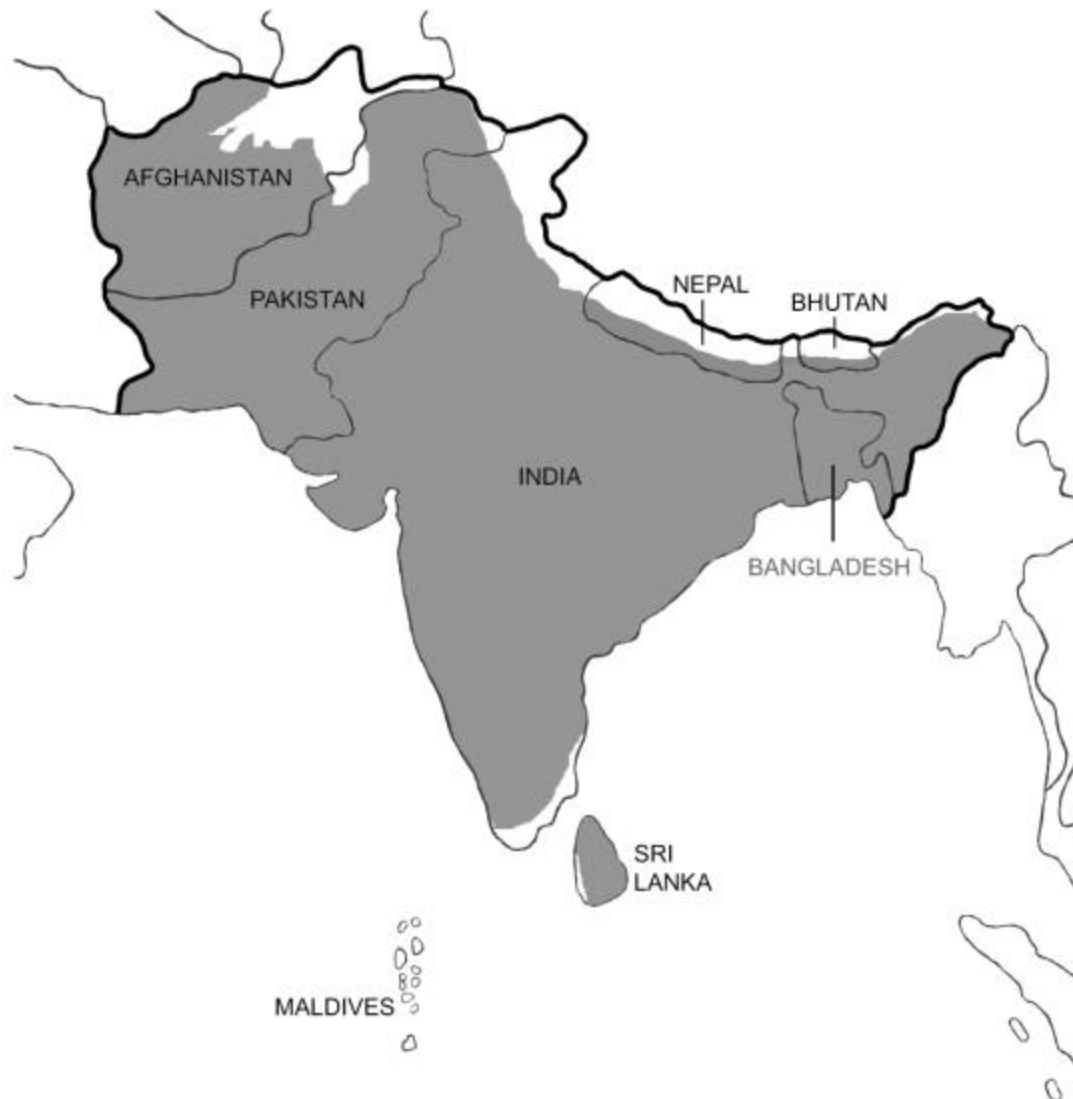 AFGHANISTAN
PAKISTAN
NEPAL
BHUTAN
INDIA
BANGLADESH
SRI
LANKA
MALDIVES